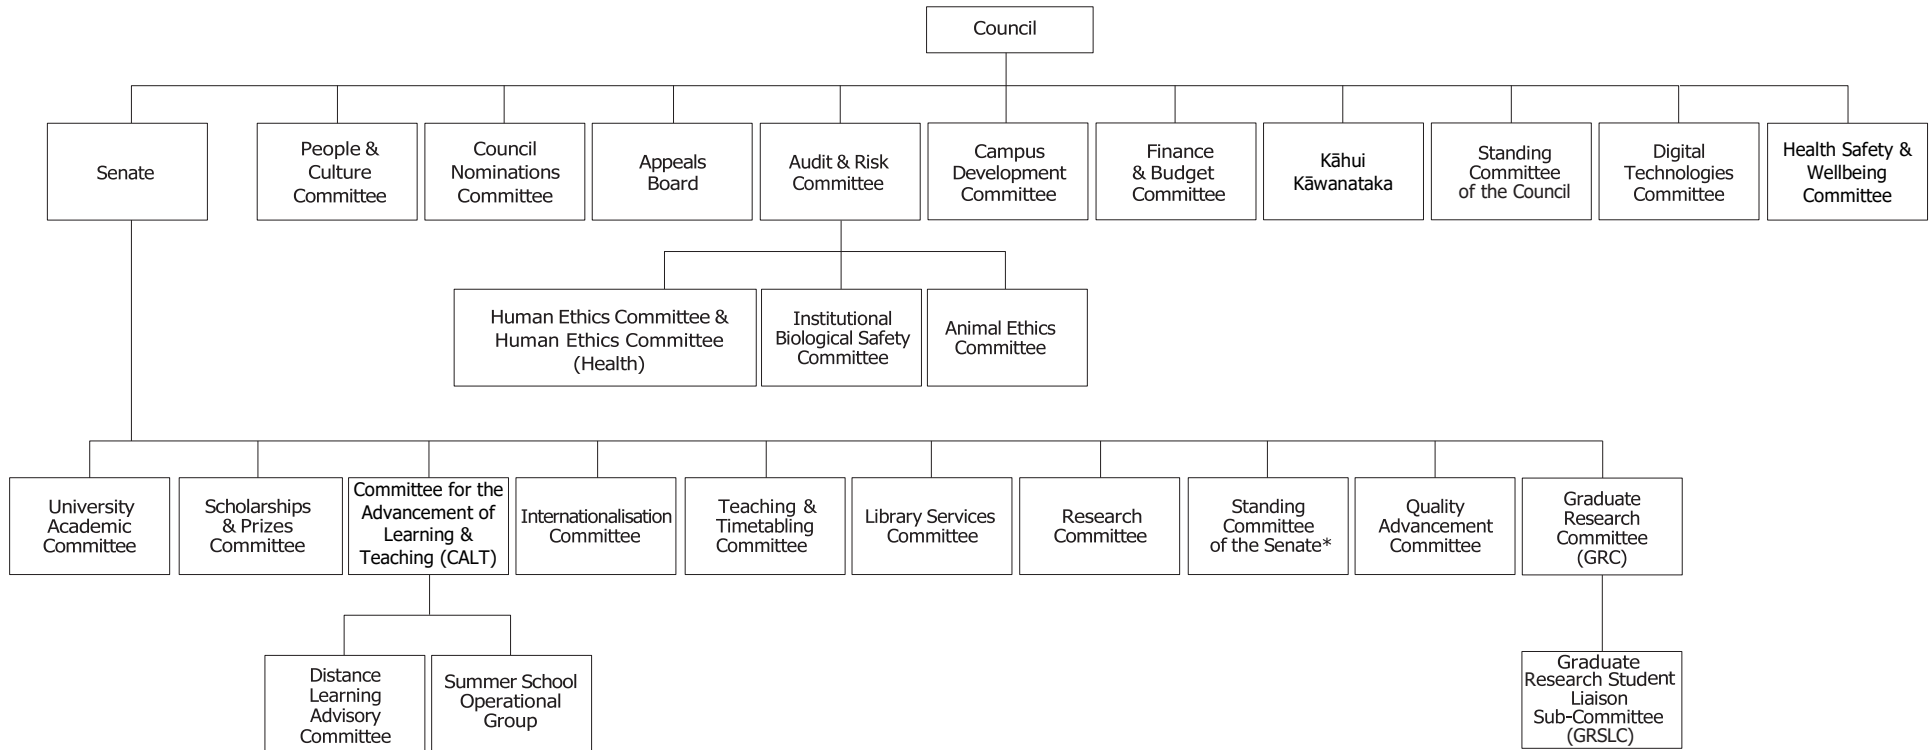 Council
Senate
People &
Culture
Committee
Council
Nominations
Committee
Appeals
Board
Audit & Risk
Committee
Campus
Development
Committee
Finance
& Budget
Committee
Kāhui
Kāwanataka
Standing
Committee
of the Council
Digital
Technologies
Committee
Health Safety &
Wellbeing
Committee
Human Ethics Committee &
Human Ethics Committee
(Health)
Institutional
Biological Safety
Committee
Animal Ethics
Committee
University
Academic
Committee
Scholarships
& Prizes
Committee
Committee for the
Advancement of
Learning &
Teaching (CALT)
Internationalisation
Committee
Teaching &
Timetabling
Committee
Library Services
Committee
Research
Committee
Standing
Committee
of the Senate*
Quality
Advancement
Committee
Graduate
Research
Committee
(GRC)
Distance
Learning
Advisory
Committee
Summer School
Operational
Group
Graduate
Research Student
Liaison
Sub-Committee
(GRSLC)